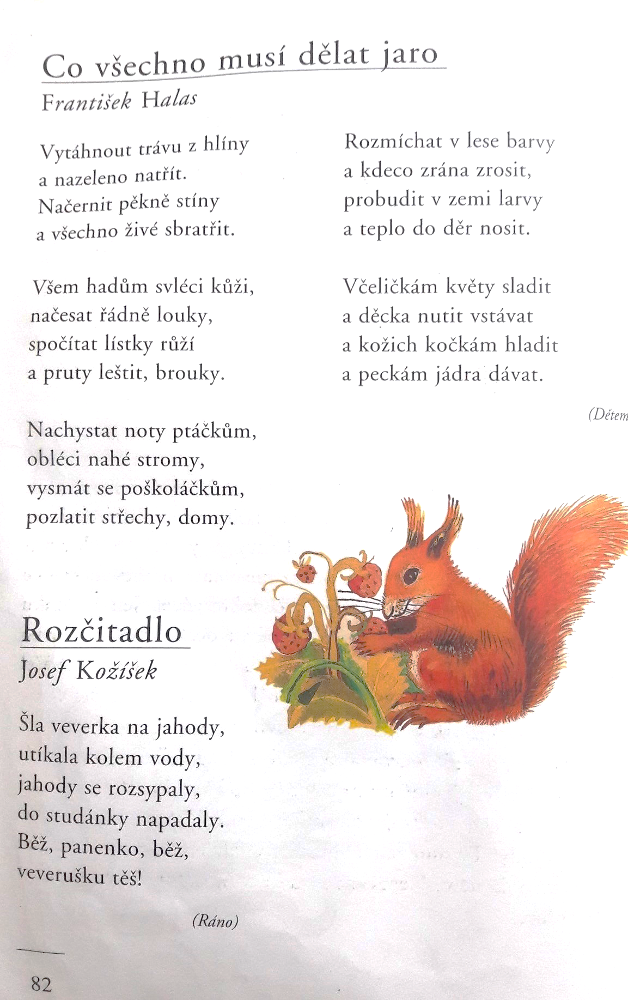 Co všechno musí dělat jaro
František Halas
Vytáhnout trávu z hlíny
a nazeleno natřít.
Načernit pěkně stíny
a všechno živé sbratřit.
Všem hadům svléci kůži,
načesat řádně louky,
spočítat lístky růží
a pruty leštit, brouky.
Nachystat noty ptáčkům,
obléci nahé stromy,
vysmát se poškoláčkům,
pozlatit střechy, domy.
Rozmíchat v lese barvy
a kdeco zrána zrosit,
probudit v zemi larvy
a teplo do děr nosit.
Včeličkám květy sladit
a děcka nutit vstávat
a kožich kočkám hladit
a peckám jádra dávat.
(Dětem
Rozčitadlo
Josef Kožíšek
Šla veverka na jahody,
utíkala kolem vody,
jahody se rozsypaly,
do studánky napadaly.
Běž, panenko, běž,
veverušku těš!
(Ráno)
82